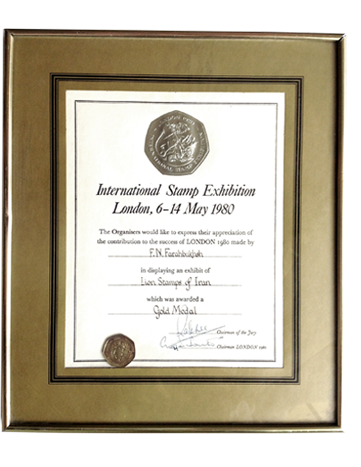 International Stamp Exhibition
London, 6–14 May 1980
The Organisers would like to express their appreciation of
the contribution to the success of LONDON 1980 made by
F.N. Farahbakhsh
in displaying an exhibit of
Lion Stamps of Iran
which was awarded a
Gold Medal
Chairman of the Jury
Chairman LONDON 1980